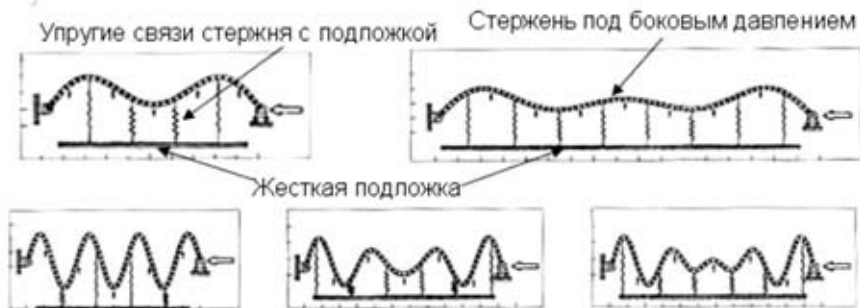 Упругие связи стержня с подложкой
Стержень под боковым давлением
Жесткая подложка